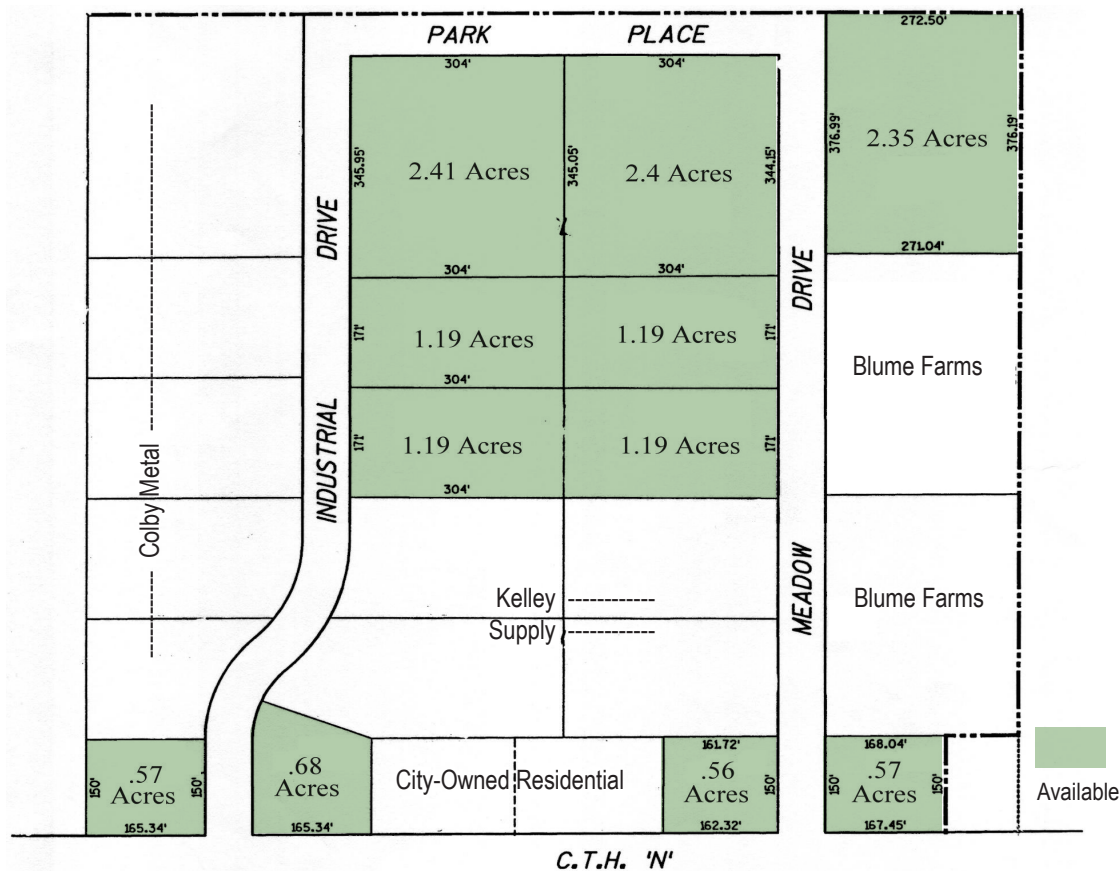 PARK PLACE
272.50'
304' 304'
376.99'
2.35 Acres
376.19'
345.95'
2.41 Acres
345.05'
2.4 Acres
344.15'
DRIVE
304' 304'
271.04'
DRIVE
171'
1.19 Acres
1.19 Acres
171'
Blume Farms
304'
INDUSTRIAL
171'
1.19 Acres
1.19 Acres
171'
304'
Colby Metal
Kelley
Supply
MEADOW
Blume Farms
161.72'
168.04'
150'
.57
Acres
150'
165.34'
.68
Acres
165.34'
City-Owned Residential
.56
Acres
150'
162.32'
150'
.57
Acres
150'
167.45'
Available
C.T.H. 'N'